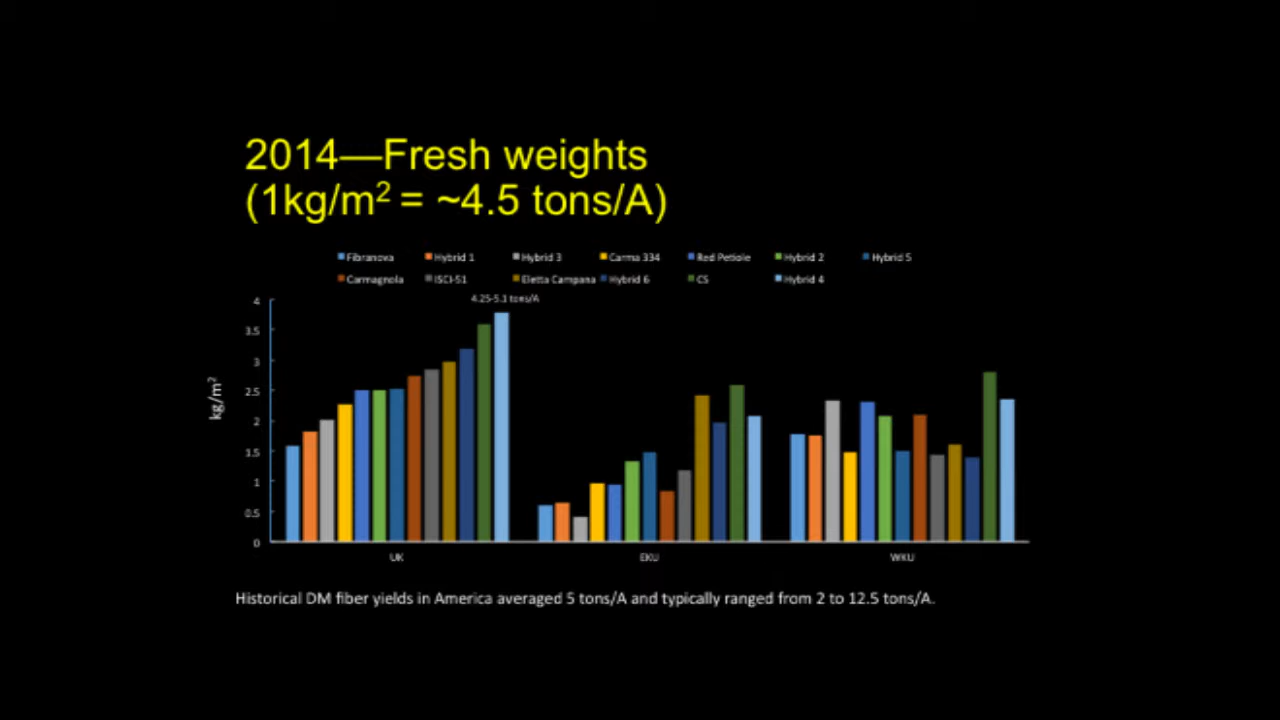 2014—Fresh weights
(1kg/m² = ~4.5 tons/A)
Fibranova Hybrid 1 Hybrid 3 Carma 334 Red Petiole Hybrid 2 Hybrid 5
Carmagnola ISCI-51 Eletta Campana Hybrid 6 CS Hybrid 4
4.25-5.1 tons/A
4
3.5
3
2.5
2
1.5
1
0.5
0
kg/m²
UK EKU WKU
Historical DM fiber yields in America averaged 5 tons/A and typically ranged from 2 to 12.5 tons/A.